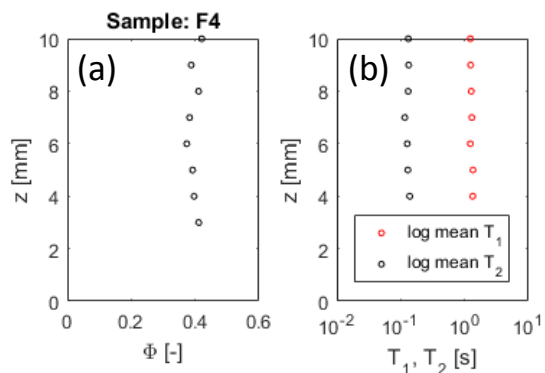 Sample: F4
(a)
(b)
z [mm]
10
8
6
4
2
0
0
0.2
0.4
0.6
Φ [-]
z [mm]
10
8
6
4
2
0
log mean T₁
log mean T₂
10⁻²
10⁻¹
10⁰
10¹
T₁, T₂ [s]